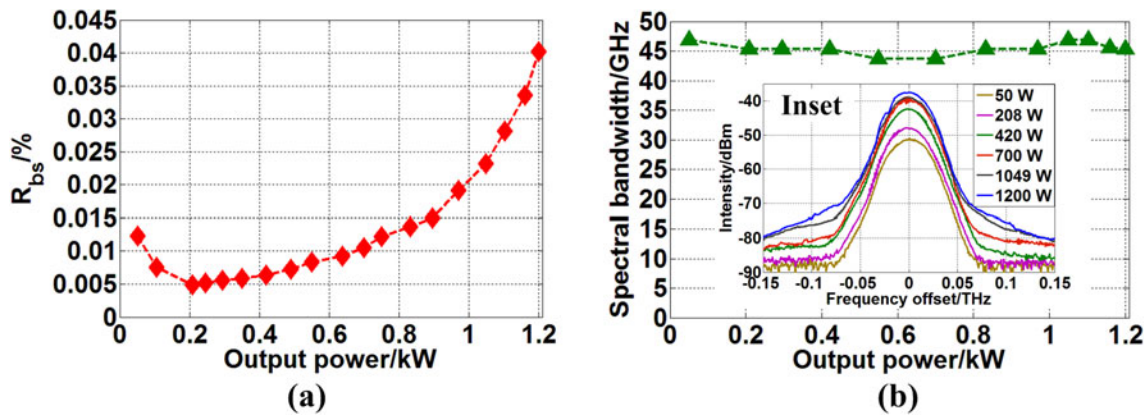 0.045
0.04
0.035
0.03
0.025
0.02
0.015
0.01
0.005
0
R_bs/%
0 0.2 0.4 0.6 0.8 1 1.2
Output power/kW
(a)
50
45
40
35
30
25
20
15
10
5
0
Spectral bandwidth/GHz
0 0.2 0.4 0.6 0.8 1 1.2
Output power/kW
(b)
Inset
-40
-50
-60
-70
-80
-90
Intensity/dBm
-0.15 -0.1 -0.05 0 0.05 0.1 0.15
Frequency offset/THz
50 W
208 W
420 W
700 W
1049 W
1200 W